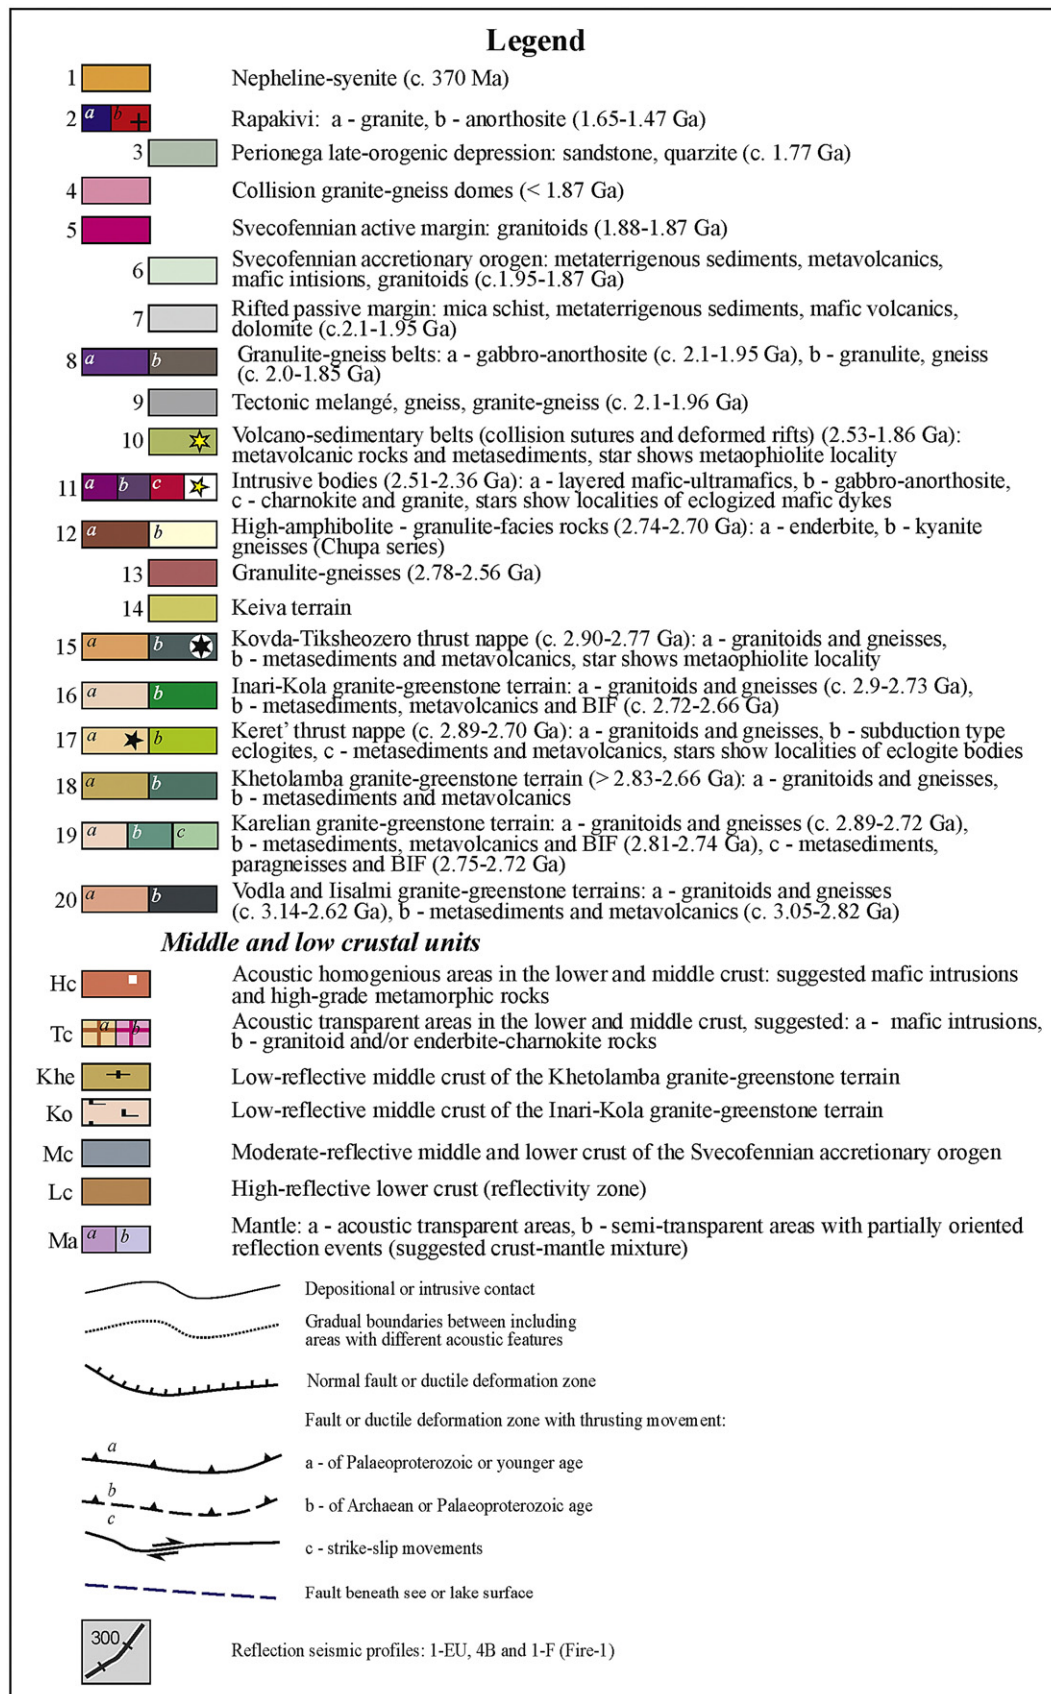 Legend
1 Nepheline-syenite (c. 370 Ma)
2 a b Rapakivi: a - granite, b - anorthosite (1.65-1.47 Ga)
3 Perionega late-orogenic depression: sandstone, quarzite (c. 1.77 Ga)
4 Collision granite-gneiss domes (< 1.87 Ga)
5 Svecofennian active margin: granitoids (1.88-1.87 Ga)
6 Svecofennian accretionary orogen: metaterrigenous sediments, metavolcanics,
mafic intisions, granitoids (c.1.95-1.87 Ga)
7 Rifted passive margin: mica schist, metaterrigenous sediments, mafic volcanics,
dolomite (c.2.1-1.95 Ga)
8 a b Granulite-gneiss belts: a - gabbro-anorthosite (c. 2.1-1.95 Ga), b - granulite, gneiss
(c. 2.0-1.85 Ga)
9 Tectonic melangé, gneiss, granite-gneiss (c. 2.1-1.96 Ga)
10 Volcano-sedimentary belts (collision sutures and deformed rifts) (2.53-1.86 Ga):
metavolcanic rocks and metasediments, star shows metaophiolite locality
11 a b c Intrusive bodies (2.51-2.36 Ga): a - layered mafic-ultramafics, b - gabbro-anorthosite,
c - charnokite and granite, stars show localities of eclogized mafic dykes
12 a b High-amphibolite - granulite-facies rocks (2.74-2.70 Ga): a - enderbite, b - kyanite
gneisses (Chupa series)
13 Granulite-gneisses (2.78-2.56 Ga)
14 Keiva terrain
15 a b Kovda-Tiksheozero thrust nappe (c. 2.90-2.77 Ga): a - granitoids and gneisses,
b - metasediments and metavolcanics, star shows metaophiolite locality
16 a b Inari-Kola granite-greenstone terrain: a - granitoids and gneisses (c. 2.9-2.73 Ga),
b - metasediments, metavolcanics and BIF (c. 2.72-2.66 Ga)
17 a b Keret' thrust nappe (c. 2.89-2.70 Ga): a - granitoids and gneisses, b - subduction type
eclogites, c - metasediments and metavolcanics, stars show localities of eclogite bodies
18 a b Khetolamba granite-greenstone terrain (> 2.83-2.66 Ga): a - granitoids and gneisses,
b - metasediments and metavolcanics
19 a b c Karelian granite-greenstone terrain: a - granitoids and gneisses (c. 2.89-2.72 Ga),
b - metasediments, metavolcanics and BIF (2.81-2.74 Ga), c - metasediments,
paragneisses and BIF (2.75-2.72 Ga)
20 a b Vodla and Iisalmi granite-greenstone terrains: a - granitoids and gneisses
(c. 3.14-2.62 Ga), b - metasediments and metavolcanics (c. 3.05-2.82 Ga)
Middle and low crustal units
Hc Acoustic homogenious areas in the lower and middle crust: suggested mafic intrusions
and high-grade metamorphic rocks
Tc a b Acoustic transparent areas in the lower and middle crust, suggested: a - mafic intrusions,
b - granitoid and/or enderbite-charnokite rocks
Khe Low-reflective middle crust of the Khetolamba granite-greenstone terrain
Ko Low-reflective middle crust of the Inari-Kola granite-greenstone terrain
Mc Moderate-reflective middle and lower crust of the Svecofennian accretionary orogen
Lc High-reflective lower crust (reflectivity zone)
Ma a b Mantle: a - acoustic transparent areas, b - semi-transparent areas with partially oriented
reflection events (suggested crust-mantle mixture)
Depositional or intrusive contact
Gradual boundaries between including
areas with different acoustic features
Normal fault or ductile deformation zone
Fault or ductile deformation zone with thrusting movement:
a a - of Palaeoproterozoic or younger age
b b - of Archaean or Palaeoproterozoic age
c c - strike-slip movements
Fault beneath see or lake surface
300 Reflection seismic profiles: 1-EU, 4B and 1-F (Fire-1)